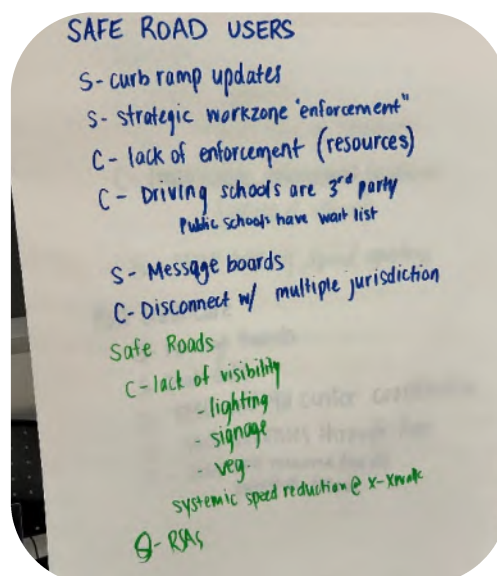 SAFE ROAD USERS
S- curb ramp updates
S- strategic workzone "enforcement"
C- lack of enforcement (resources)
C- Driving schools are 3rd party
Public schools have wait list
S- Message boards
C- Disconnect w/ multiple jurisdiction
Safe Roads
C- lack of visibility
- lighting
- signage
- veg.
systemic speed reduction @
- RSAs